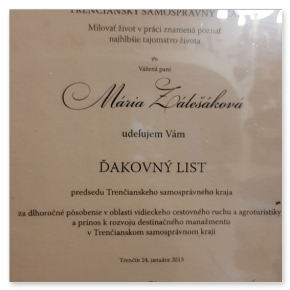 TRENČIANSKY SAMOSPRÁVNY
Milovať život v práci znamená poznať
najhlbšie tajomstvo života
Vážená pani
Mária Zálešáková
udeľujem Vám
ĎAKOVNÝ LIST
predsedu Trenčianskeho samosprávneho kraja
za dlhoročné pôsobenie v oblasti vidieckeho cestovného ruchu a agroturistiky
a prínos k rozvoju destinačného manažmentu
v Trenčianskom samosprávnom kraji
Trenčín 24. januára 2013